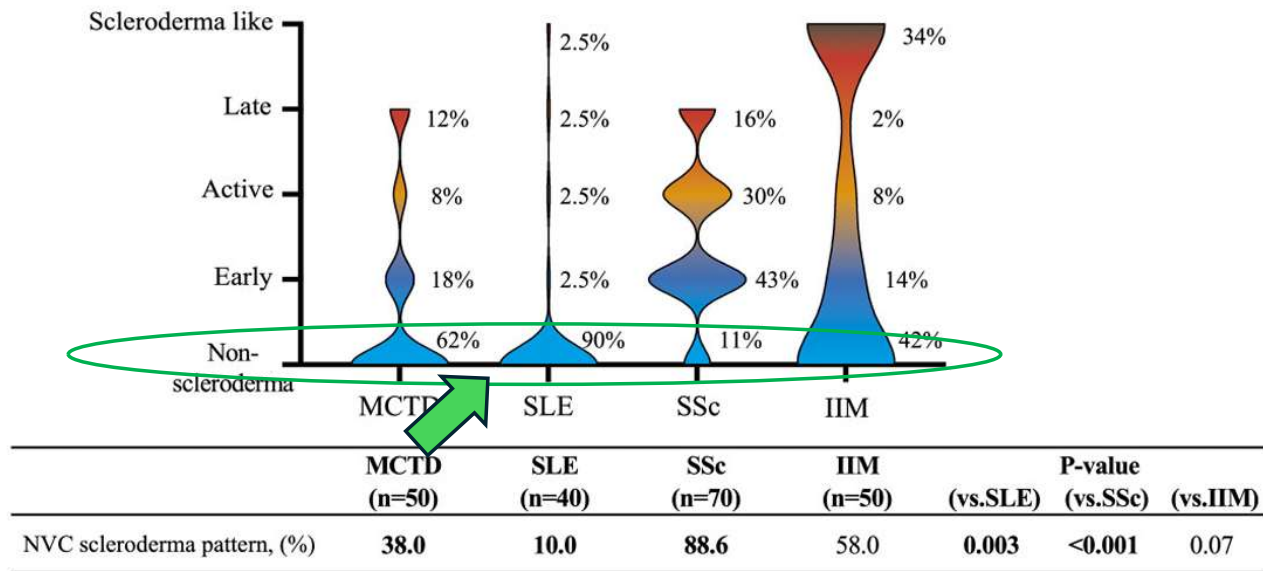 Scleroderma like
34%
2.5%
Late
12%
2.5%
16%
2%
Active
8%
2.5%
30%
8%
Early
18%
2.5%
43%
14%
Non-
scleroderma
62%
90%
11%
42%
MCTD SLE SSc IIM
MCTD SLE SSc IIM P-value
(n=50) (n=40) (n=70) (n=50) (vs.SLE) (vs.SSc) (vs.IIM)
NVC scleroderma pattern, (%) 38.0 10.0 88.6 58.0 0.003 <0.001 0.07